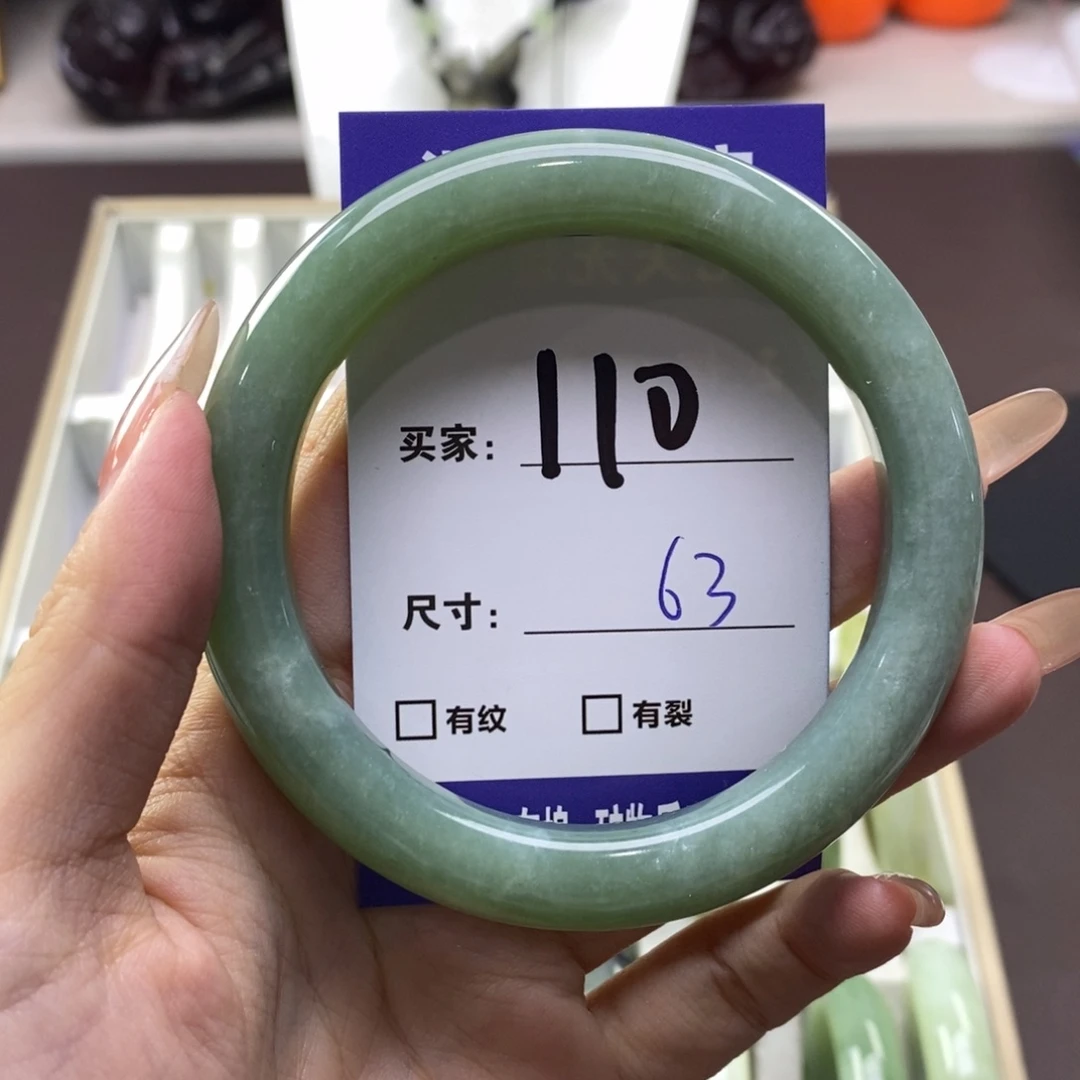 买家： 110
尺寸： 63
□有纹 □有裂